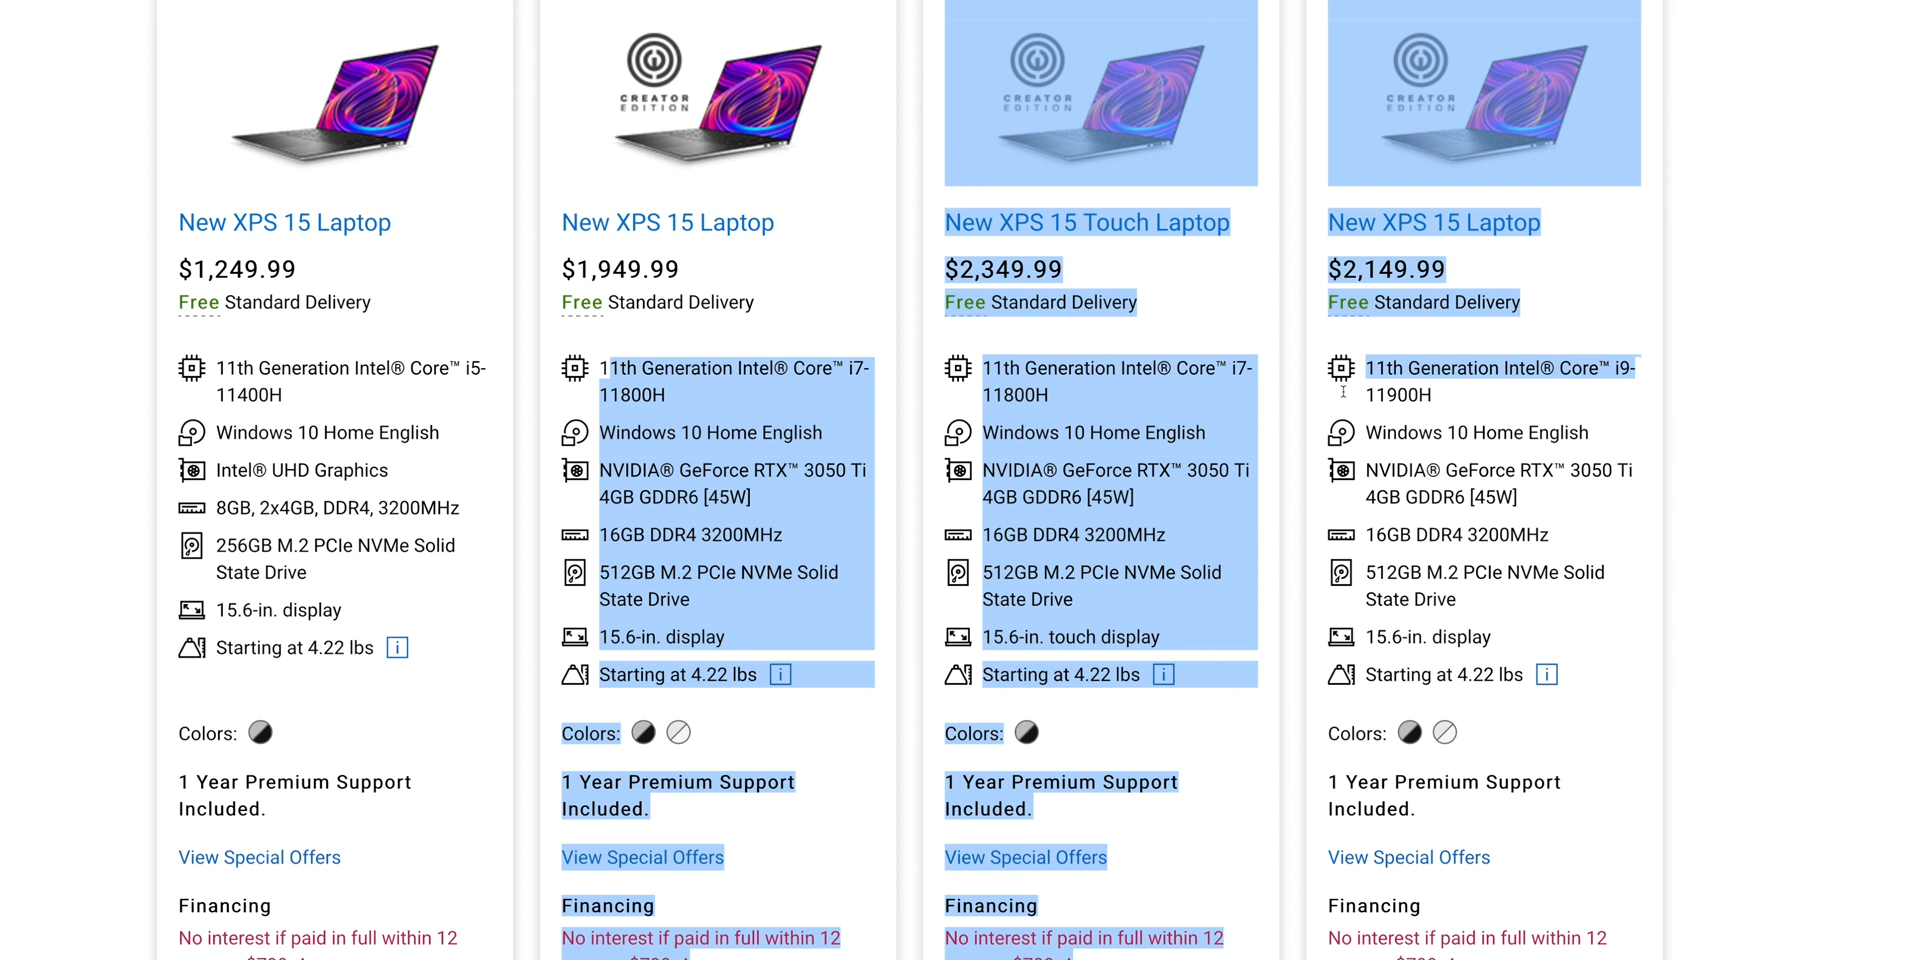 New XPS 15 Laptop
$1,249.99
Free Standard Delivery
11th Generation Intel® Core™ i5-
11400H
Windows 10 Home English
Intel® UHD Graphics
8GB, 2x4GB, DDR4, 3200MHz
256GB M.2 PCIe NVMe Solid
State Drive
15.6-in. display
Starting at 4.22 lbs i
Colors:
1 Year Premium Support
Included.
View Special Offers
Financing
No interest if paid in full within 12
CREATOR
EDITION
New XPS 15 Laptop
$1,949.99
Free Standard Delivery
11th Generation Intel® Core™ i7-
11800H
Windows 10 Home English
NVIDIA® GeForce RTX™ 3050 Ti
4GB GDDR6 [45W]
16GB DDR4 3200MHz
512GB M.2 PCIe NVMe Solid
State Drive
15.6-in. display
Starting at 4.22 lbs i
Colors:
1 Year Premium Support
Included.
View Special Offers
Financing
No interest if paid in full within 12
CREATOR
EDITION
New XPS 15 Touch Laptop
$2,349.99
Free Standard Delivery
11th Generation Intel® Core™ i7-
11800H
Windows 10 Home English
NVIDIA® GeForce RTX™ 3050 Ti
4GB GDDR6 [45W]
16GB DDR4 3200MHz
512GB M.2 PCIe NVMe Solid
State Drive
15.6-in. touch display
Starting at 4.22 lbs i
Colors:
1 Year Premium Support
Included.
View Special Offers
Financing
No interest if paid in full within 12
CREATOR
EDITION
New XPS 15 Laptop
$2,149.99
Free Standard Delivery
11th Generation Intel® Core™ i9-
11900H
Windows 10 Home English
NVIDIA® GeForce RTX™ 3050 Ti
4GB GDDR6 [45W]
16GB DDR4 3200MHz
512GB M.2 PCIe NVMe Solid
State Drive
15.6-in. display
Starting at 4.22 lbs i
Colors:
1 Year Premium Support
Included.
View Special Offers
Financing
No interest if paid in full within 12